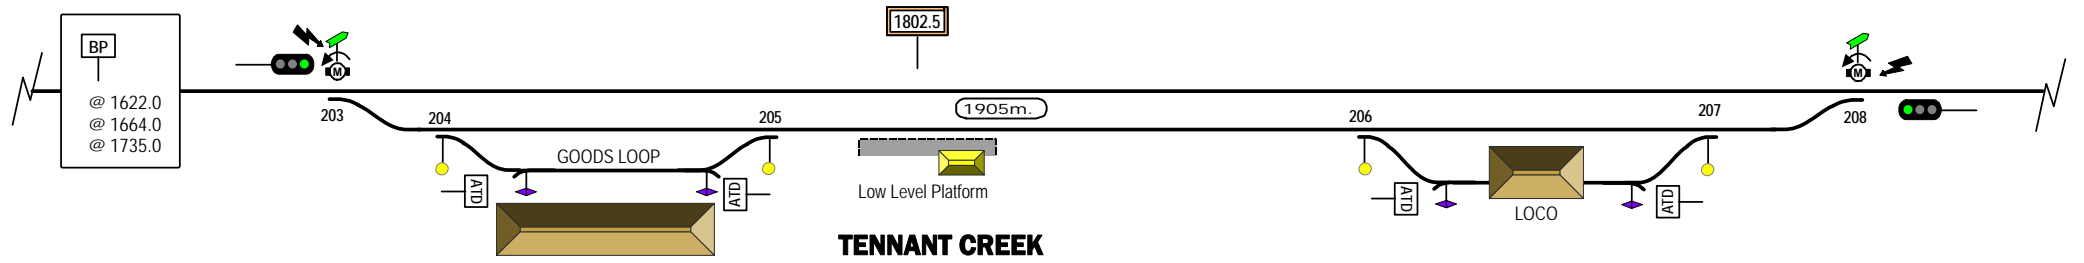 BP
@ 1622.0
@ 1664.0
@ 1735.0
M
1802.5
M
1905m.
203
204
205
206
207
208
GOODS LOOP
ATD
ATD
Low Level Platform
ATD
ATD
LOCO
TENNANT CREEK